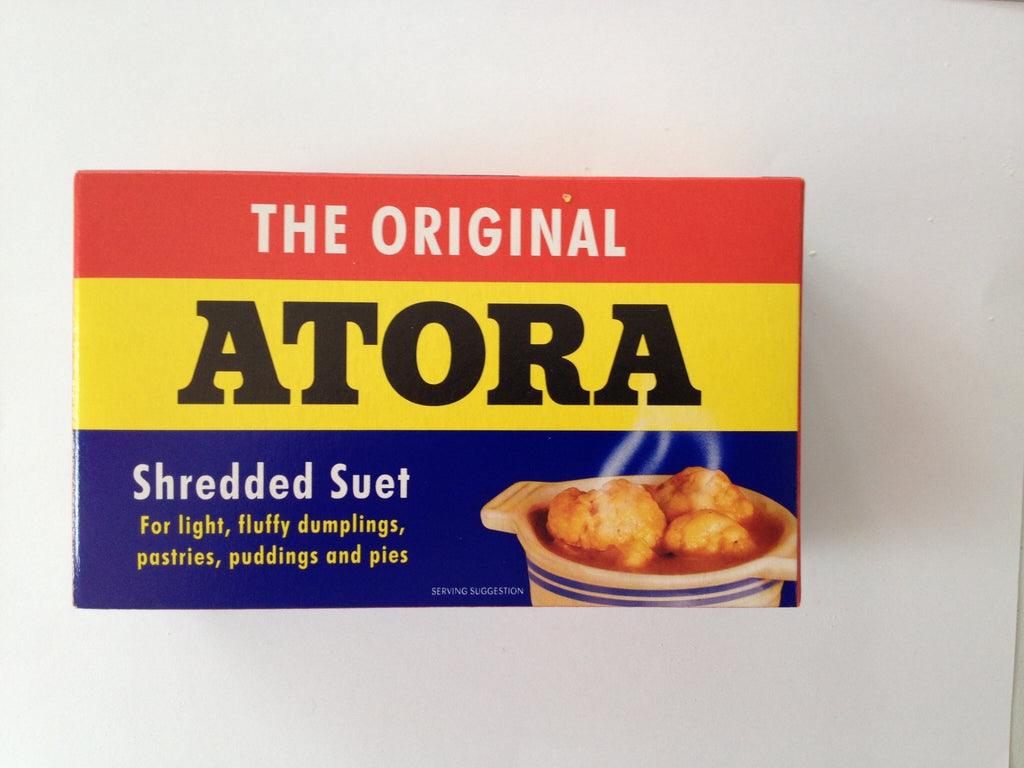 THE ORIGINAL
ATORA
Shredded Suet
For light, fluffy dumplings,
pastries, puddings and pies
SERVING SUGGESTION